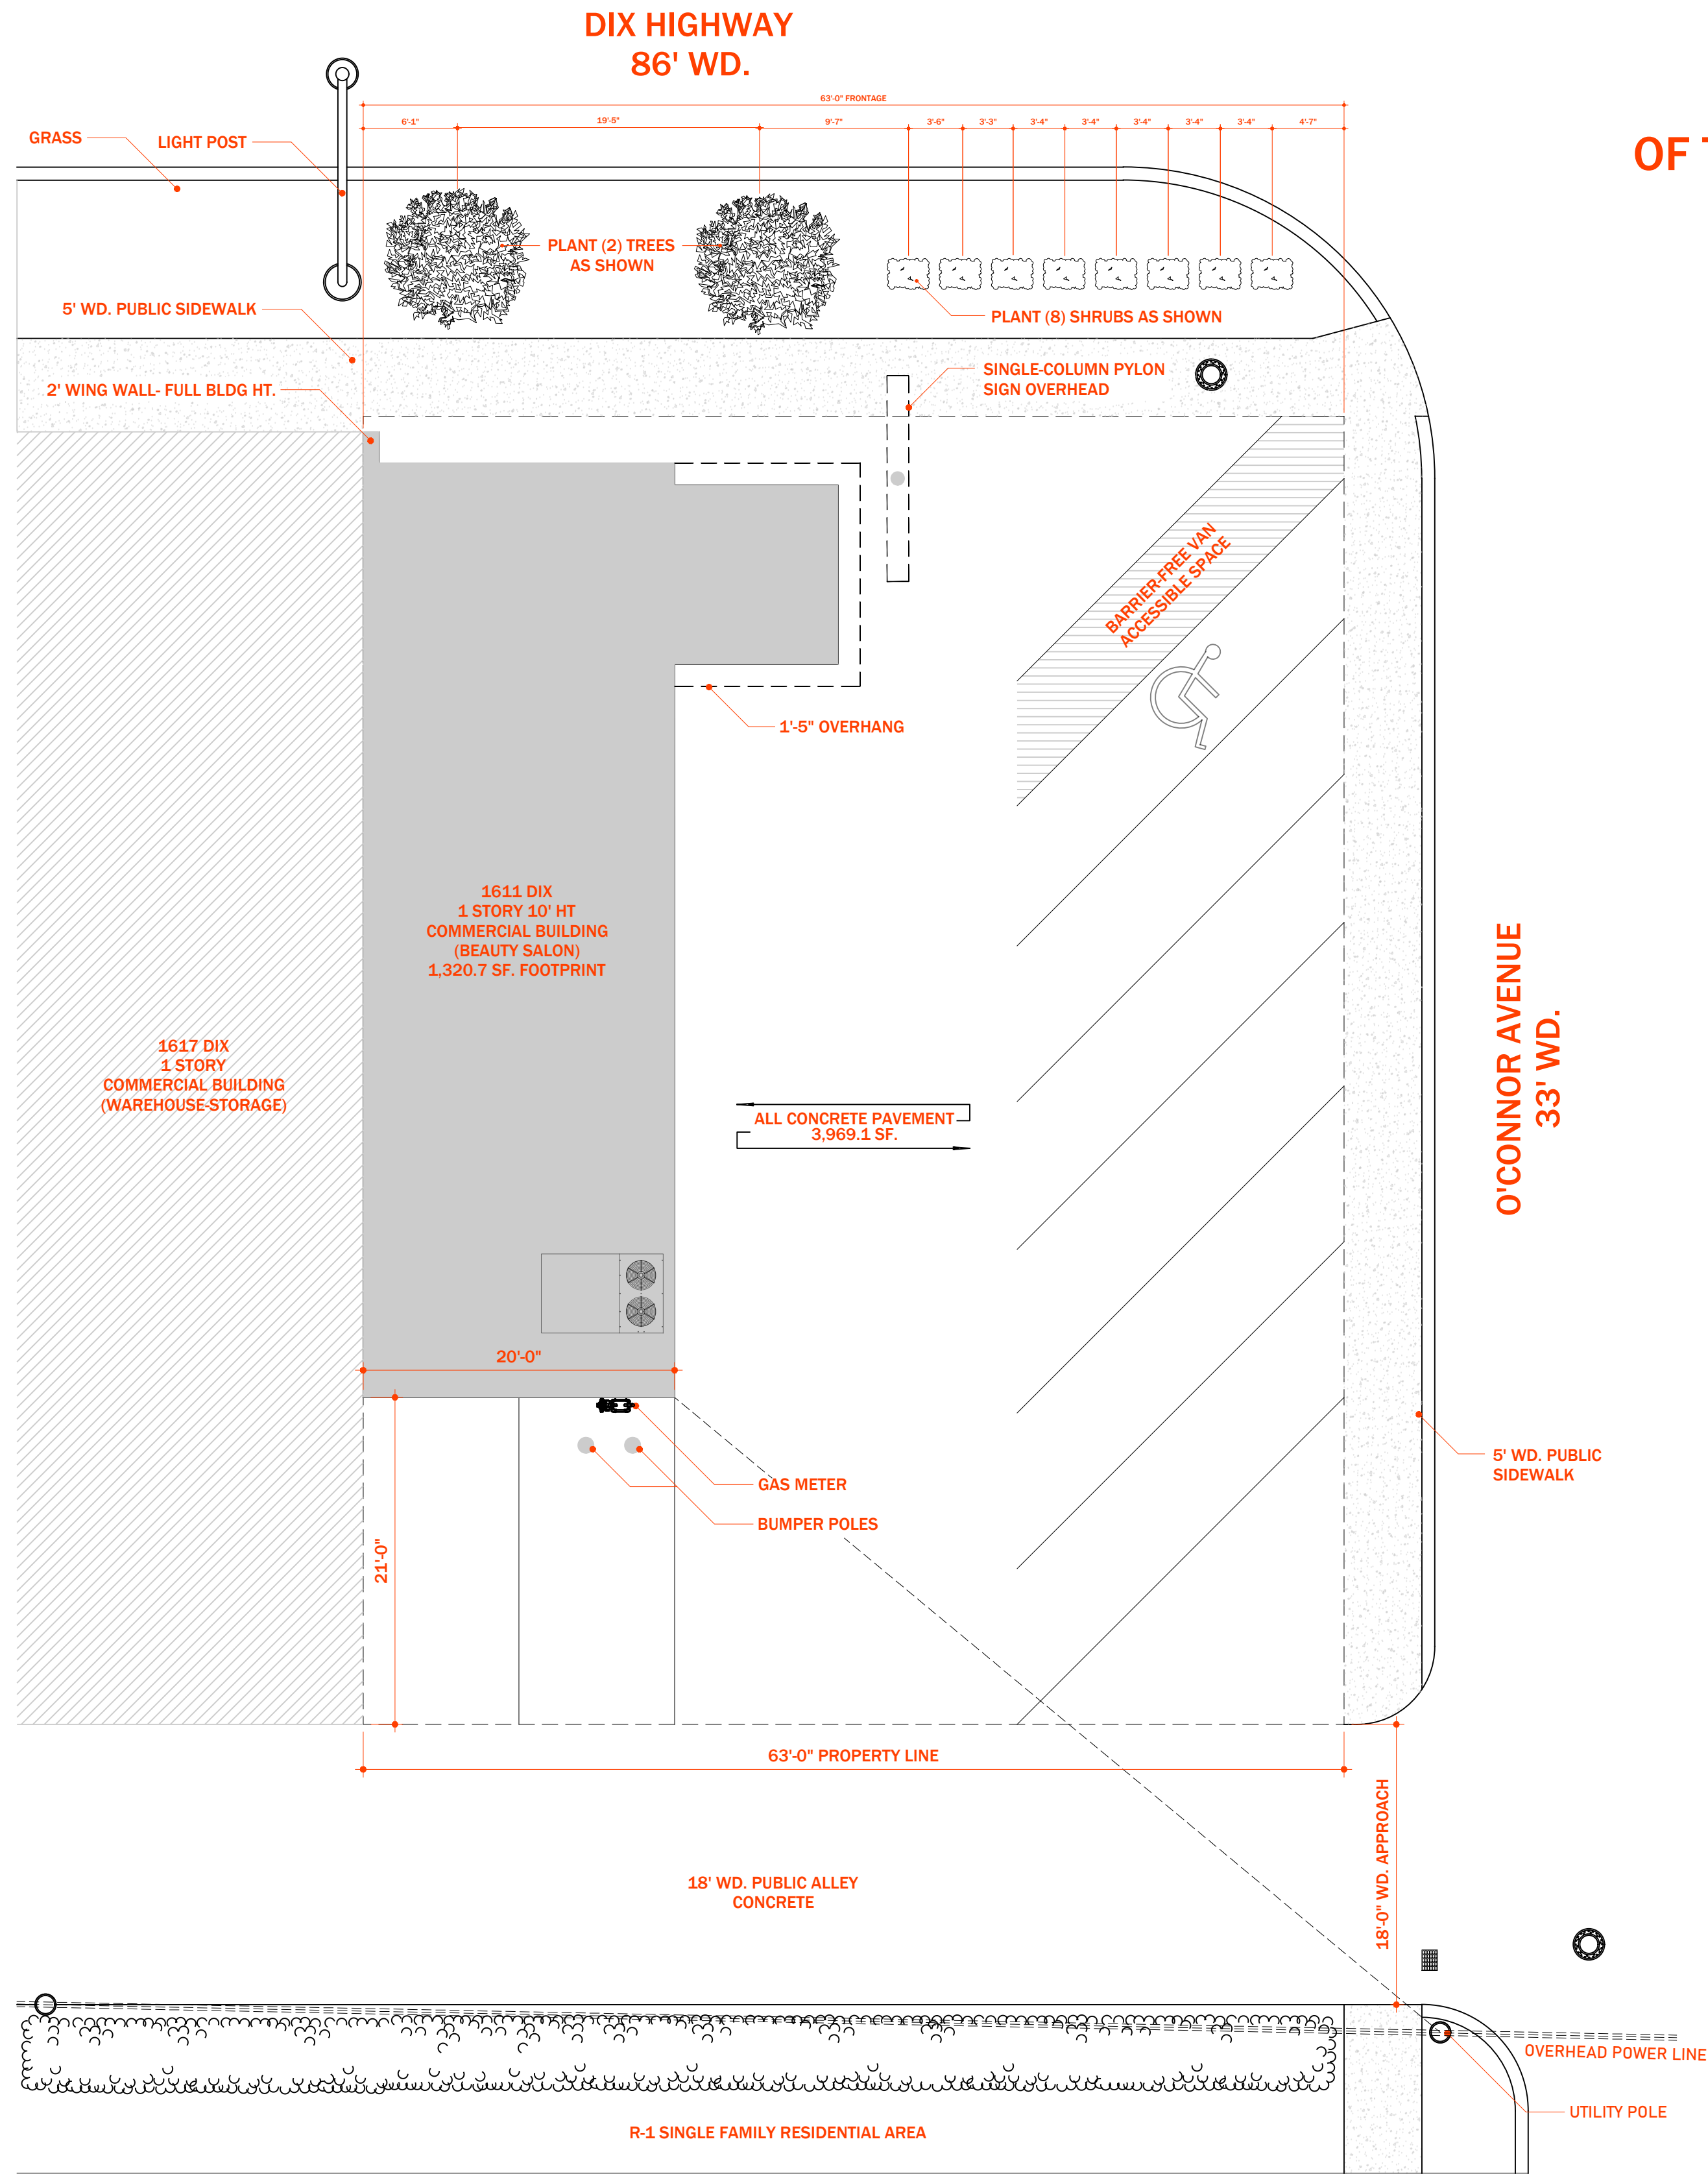 DIX HIGHWAY
86' WD.
OF
63'-0" FRONTAGE
6'-1"
19'-5"
9'-7"
3'-6"
3'-3"
3'-4"
3'-4"
3'-4"
3'-4"
3'-4"
4'-7"
GRASS
LIGHT POST
PLANT (2) TREES
AS SHOWN
5' WD. PUBLIC SIDEWALK
PLANT (8) SHRUBS AS SHOWN
2' WING WALL- FULL BLDG HT.
SINGLE-COLUMN PYLON
SIGN OVERHEAD
BARRIER-FREE VAN
ACCESSIBLE SPACE
1'-5" OVERHANG
1611 DIX
1 STORY 10' HT
COMMERCIAL BUILDING
(BEAUTY SALON)
1,320.7 SF. FOOTPRINT
1617 DIX
1 STORY
COMMERCIAL BUILDING
(WAREHOUSE-STORAGE)
ALL CONCRETE PAVEMENT
3,969.1 SF.
O'CONNOR AVENUE
33' WD.
20'-0"
21'-0"
GAS METER
BUMPER POLES
5' WD. PUBLIC
SIDEWALK
63'-0" PROPERTY LINE
18'-0" WD. APPROACH
18' WD. PUBLIC ALLEY
CONCRETE
OVERHEAD POWER LINE
UTILITY POLE
R-1 SINGLE FAMILY RESIDENTIAL AREA